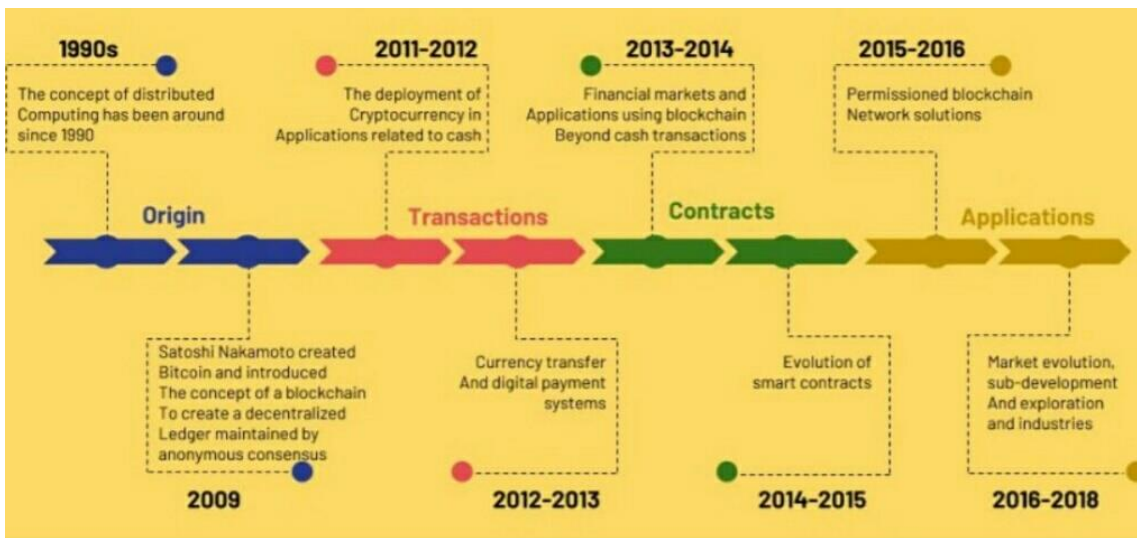 1990s
The concept of distributed
Computing has been around
since 1990
2011-2012
The deployment of
Cryptocurrency in
Applications related to cash
2013-2014
Financial markets and
Applications using blockchain
Beyond cash transactions
2015-2016
Permissioned blockchain
Network solutions
Origin
Transactions
Contracts
Applications
Satoshi Nakamoto created
Bitcoin and introduced
The concept of a blockchain
To create a decentralized
Ledger maintained by
anonymous consensus
2009
Currency transfer
And digital payment
systems
2012-2013
Evolution of
smart contracts
2014-2015
Market evolution,
sub-development
And exploration
and industries
2016-2018